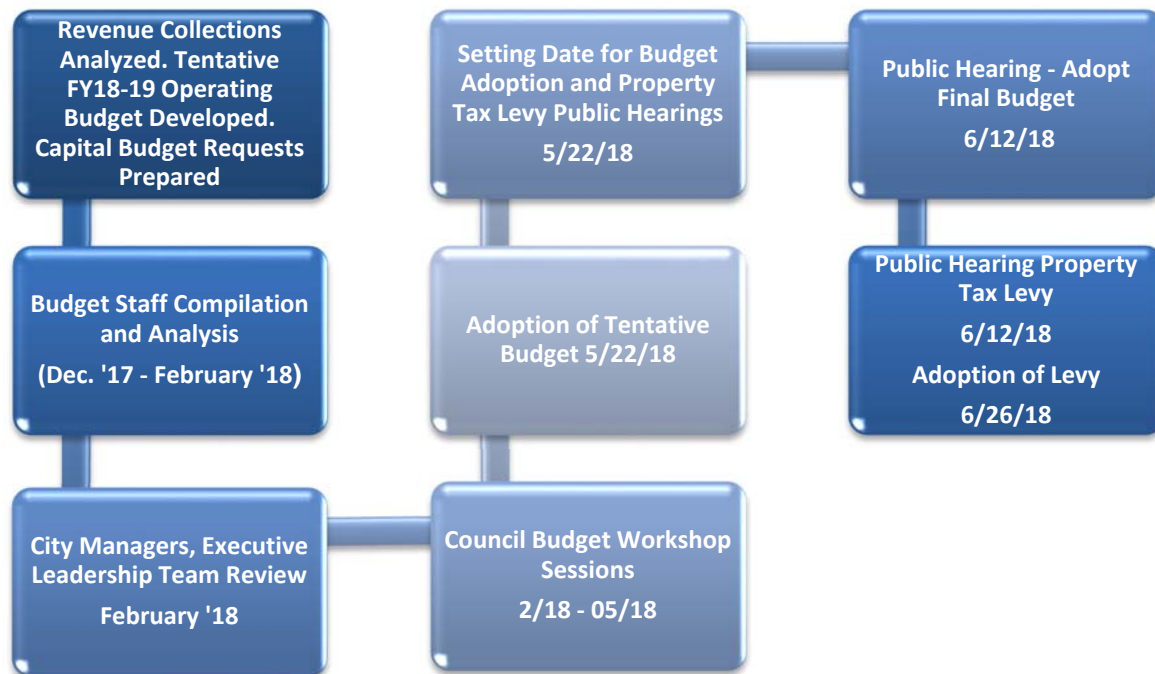 Revenue Collections
Analyzed. Tentative
FY18-19 Operating
Budget Developed.
Capital Budget Requests
Prepared
Budget Staff Compilation
and Analysis
(Dec. '17 - February '18)
City Managers, Executive
Leadership Team Review
February '18
Council Budget Workshop
Sessions
2/18 - 05/18
Adoption of Tentative
Budget 5/22/18
Setting Date for Budget
Adoption and Property
Tax Levy Public Hearings
5/22/18
Public Hearing - Adopt
Final Budget
6/12/18
Public Hearing Property
Tax Levy
6/12/18
Adoption of Levy
6/26/18